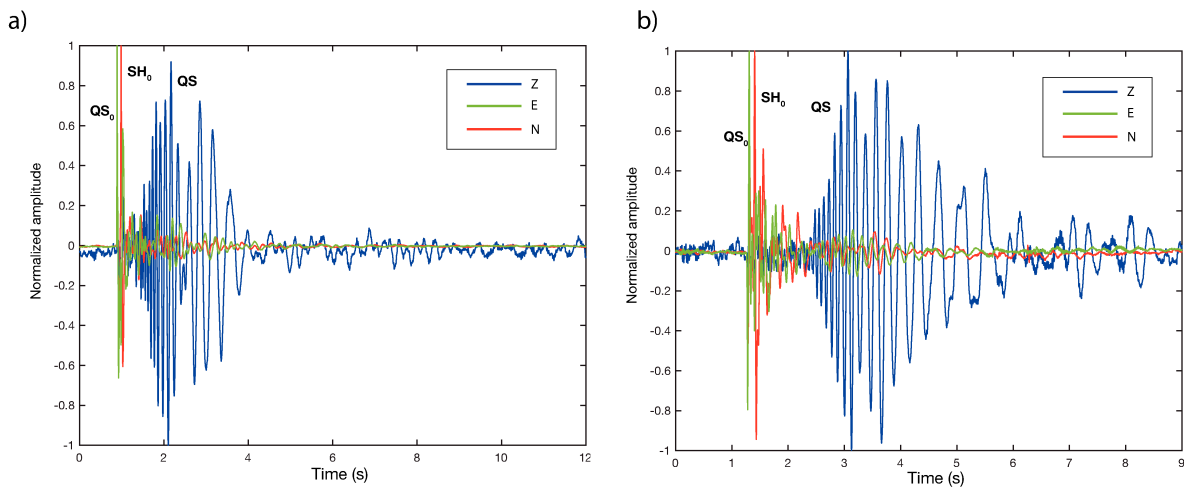 a)
1
0.8
0.6
0.4
0.2
0
-0.2
-0.4
-0.6
-0.8
-1
Normalized amplitude
QS0
SH0
QS
Z
E
N
0 2 4 6 8 10 12
Time (s)
b)
1
0.8
0.6
0.4
0.2
0
-0.2
-0.4
-0.6
-0.8
-1
Normalized amplitude
QS0
SH0
QS
Z
E
N
0 1 2 3 4 5 6 7 8 9
Time (s)